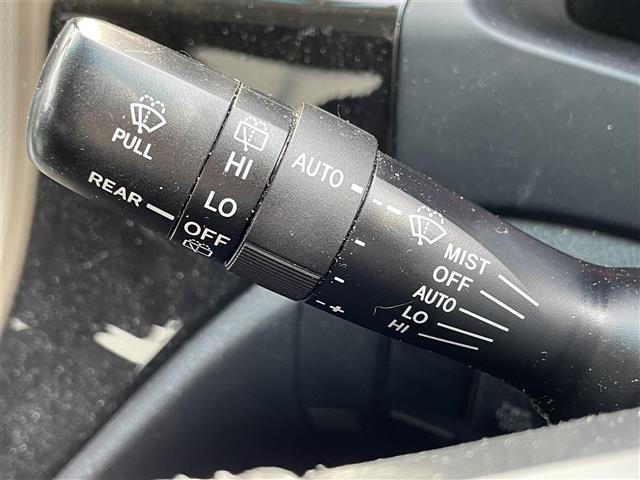 PULL
REAR
HI
LO
OFF
AUTO
- +
MIST
OFF
AUTO
LO
HI